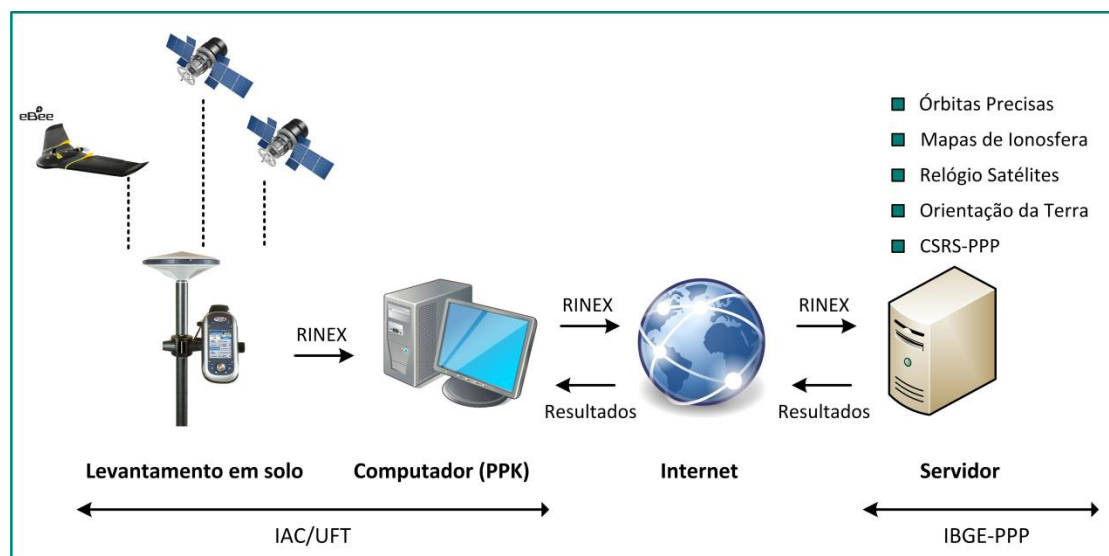 eBee
Órbitas Precisas
Mapas de Ionosfera
Relógio Satélites
Orientação da Terra
CSRS-PPP
RINEX
RINEX
RINEX
Resultados
Resultados
Levantamento em solo
Computador (PPK)
Internet
Servidor
IAC/UFT
IBGE-PPP